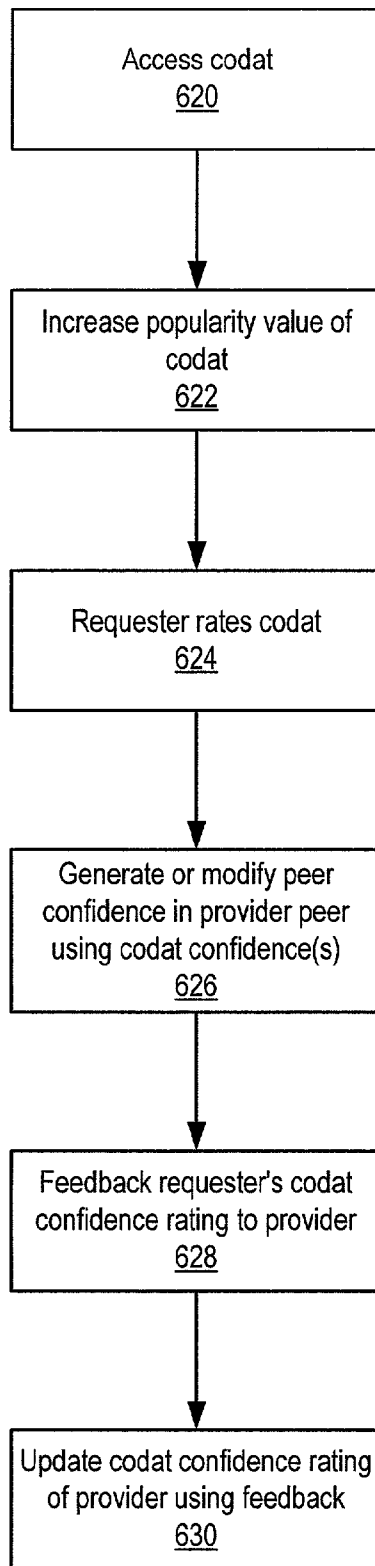 Access codat
620
Increase popularity value of
codat
622
Requester rates codat
624
Generate or modify peer
confidence in provider peer
using codat confidence(s)
626
Feedback requester's codat
confidence rating to provider
628
Update codat confidence rating
of provider using feedback
630